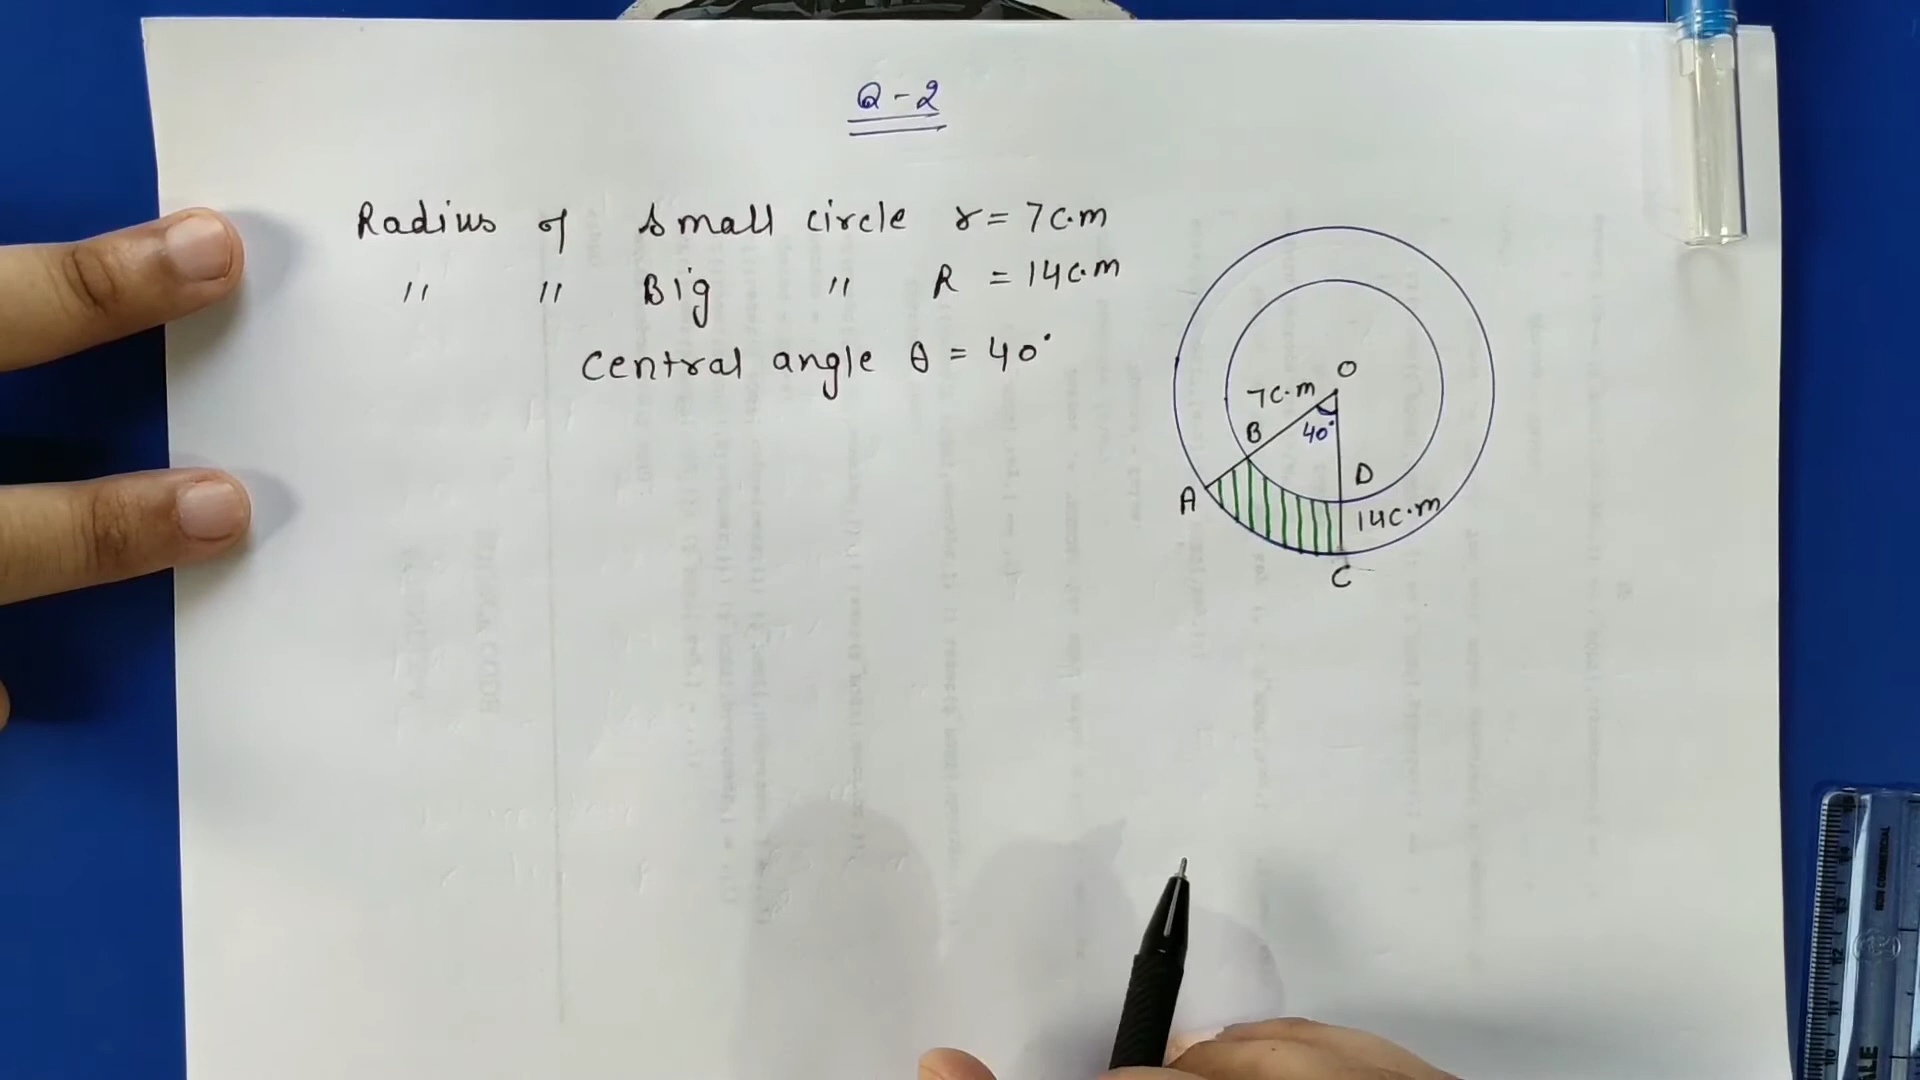 Q-2
Radius of small circle r = 7c.m
" " Big " R = 14c.m
Central angle θ = 40°
O
7c.m
B
40°
D
A
14c.m
C